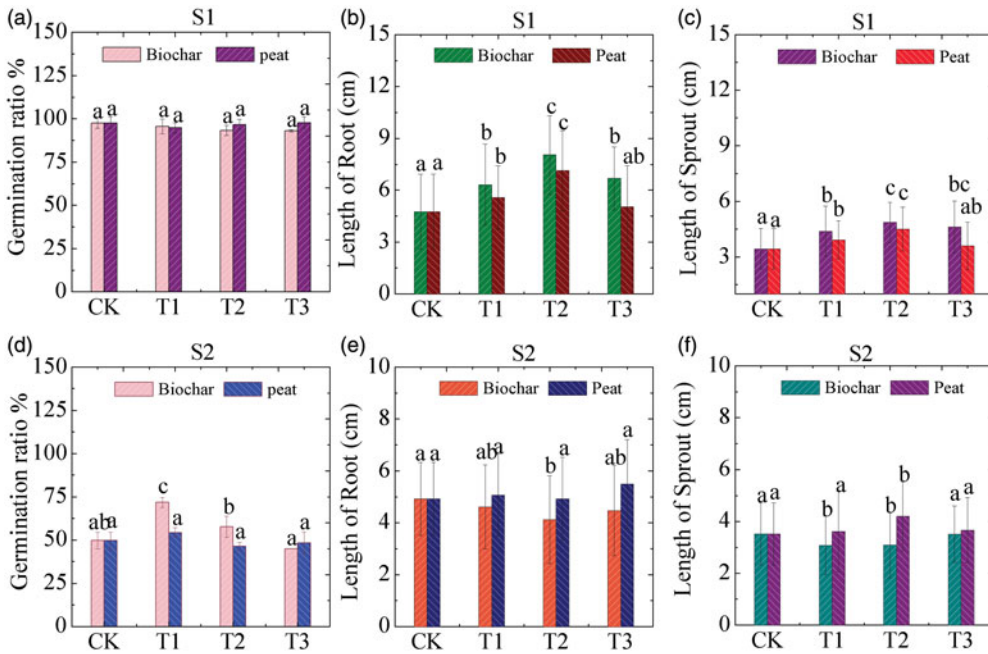 (a) S1
Germination ratio %
150
125
100
75
50
25
0
Biochar peat
a a a a a a a a
CK T1 T2 T3
(b) S1
Length of Root (cm)
15
12
9
6
3
0
Biochar Peat
a a b b c c b ab
CK T1 T2 T3
(c) S1
Length of Sprout (cm)
15
12
9
6
3
Biochar Peat
a a b b c c bc ab
CK T1 T2 T3
(d) S2
Germination ratio %
150
125
100
75
50
25
0
Biochar peat
ab a c a b a a a
CK T1 T2 T3
(e) S2
Length of Root (cm)
10
8
6
4
2
0
Biochar Peat
a a ab a b a ab a
CK T1 T2 T3
(f) S2
Length of Sprout (cm)
10
8
6
4
2
0
Biochar Peat
a a b a b b a a
CK T1 T2 T3